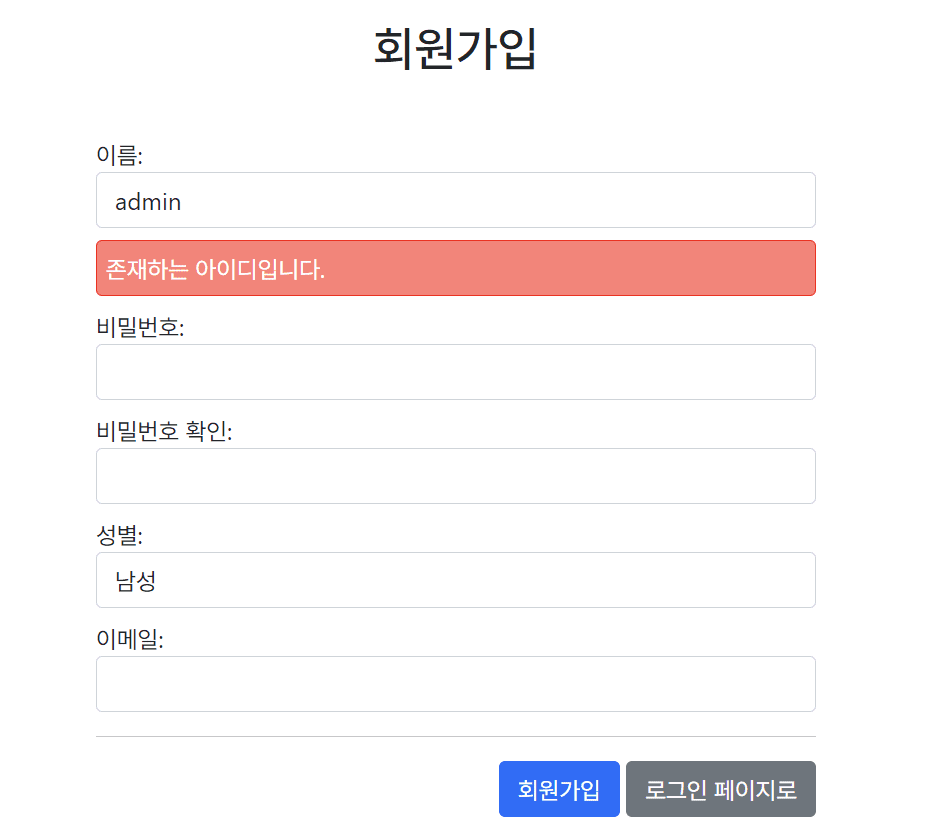 회원가입
이름:
admin
존재하는 아이디입니다.
비밀번호:
비밀번호 확인:
성별:
남성
이메일:
회원가입 로그인 페이지로